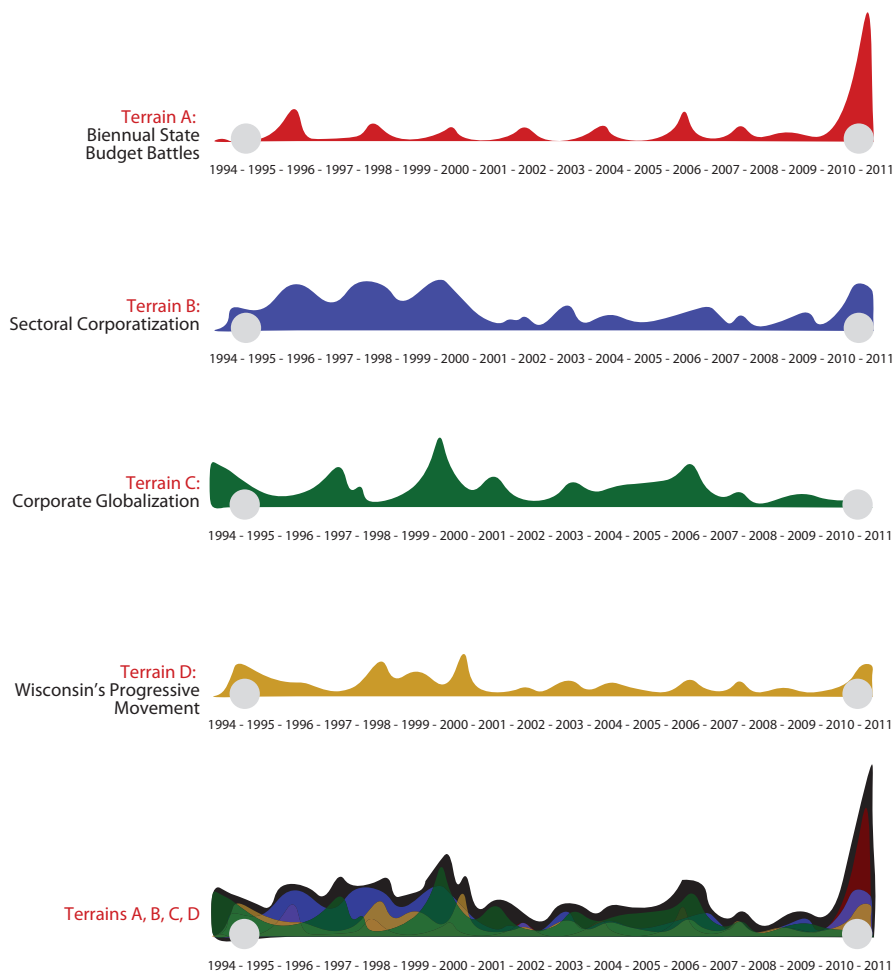 Terrain A:
Biennual State
Budget Battles
1994 - 1995 - 1996 - 1997 - 1998 - 1999 - 2000 - 2001 - 2002 - 2003 - 2004 - 2005 - 2006 - 2007 - 2008 - 2009 - 2010 - 2011
Terrain B:
Sectoral Corporatization
1994 - 1995 - 1996 - 1997 - 1998 - 1999 - 2000 - 2001 - 2002 - 2003 - 2004 - 2005 - 2006 - 2007 - 2008 - 2009 - 2010 - 2011
Terrain C:
Corporate Globalization
1994 - 1995 - 1996 - 1997 - 1998 - 1999 - 2000 - 2001 - 2002 - 2003 - 2004 - 2005 - 2006 - 2007 - 2008 - 2009 - 2010 - 2011
Terrain D:
Wisconsin's Progressive
Movement
1994 - 1995 - 1996 - 1997 - 1998 - 1999 - 2000 - 2001 - 2002 - 2003 - 2004 - 2005 - 2006 - 2007 - 2008 - 2009 - 2010 - 2011
Terrains A, B, C, D
1994 - 1995 - 1996 - 1997 - 1998 - 1999 - 2000 - 2001 - 2002 - 2003 - 2004 - 2005 - 2006 - 2007 - 2008 - 2009 - 2010 - 2011